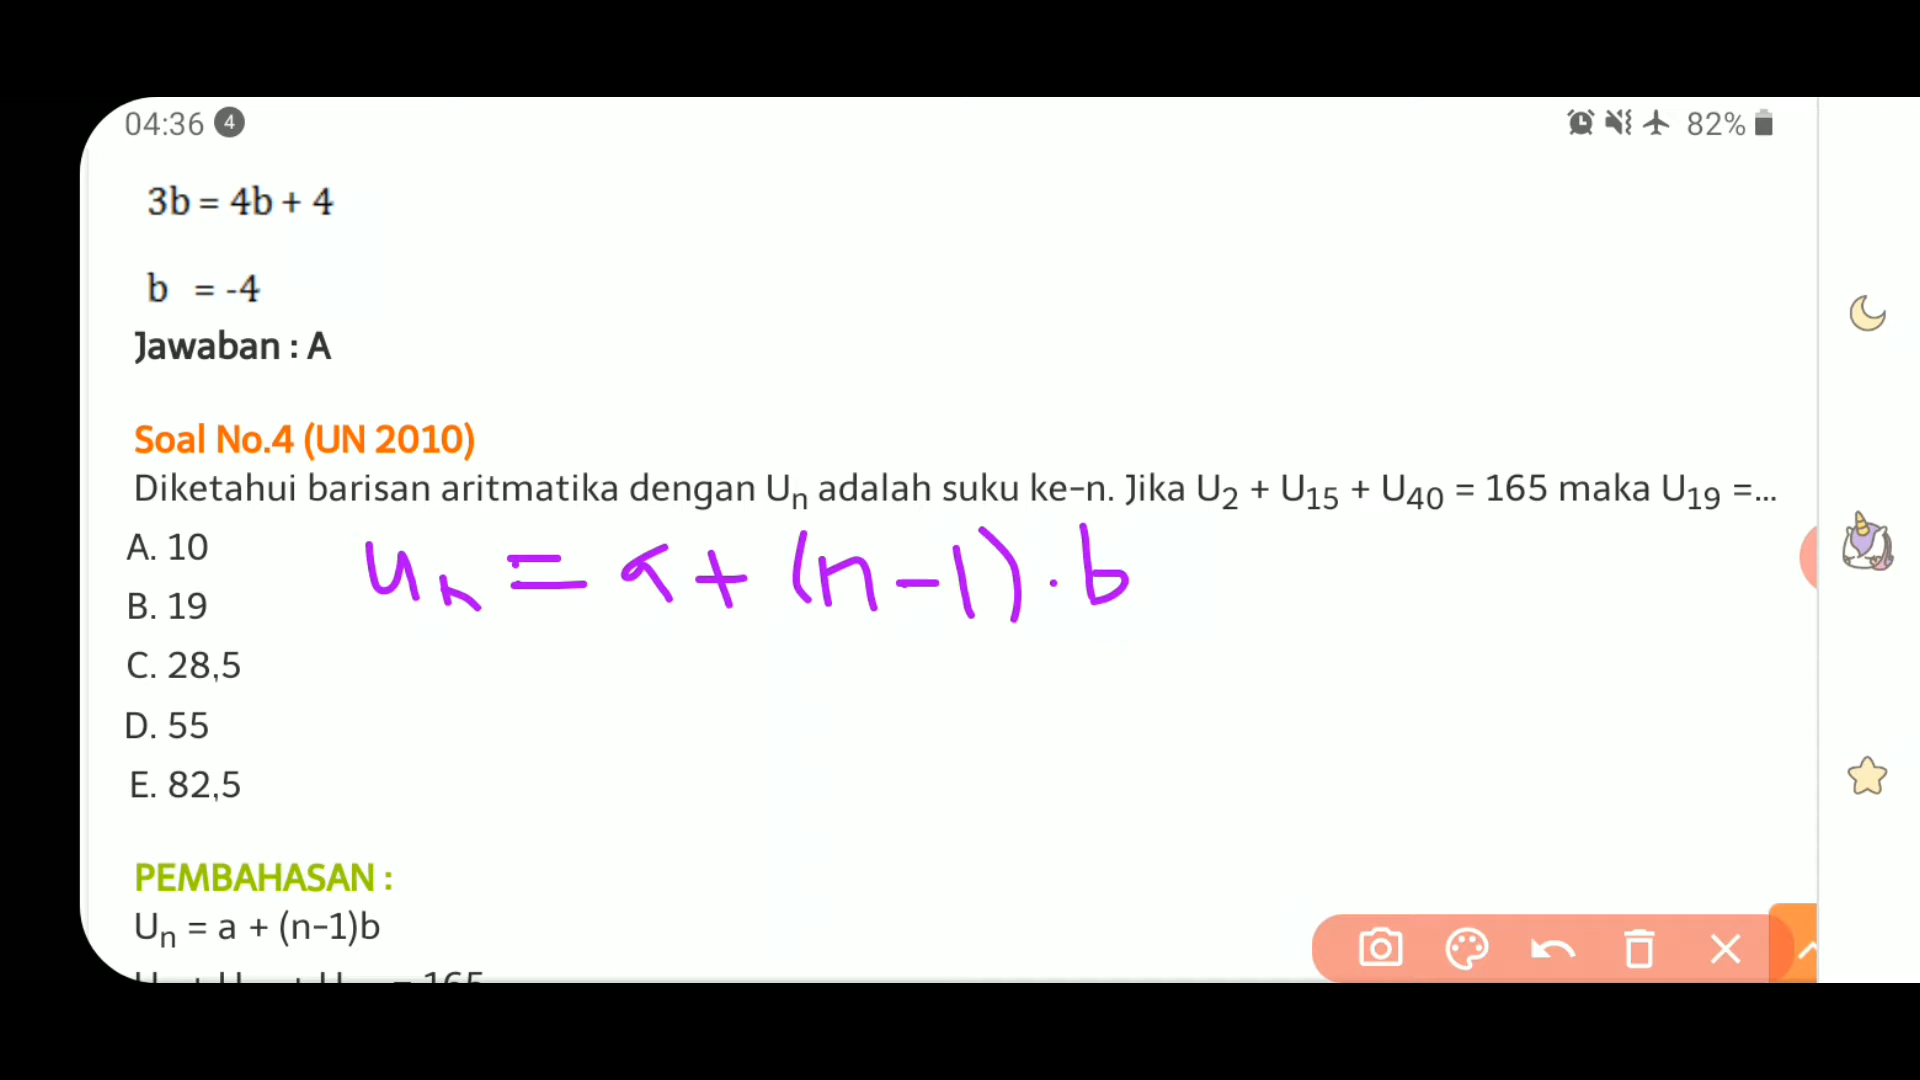 04:36 4 82%
3b = 4b + 4
b = -4
Jawaban : A
Soal No.4 (UN 2010)
Diketahui barisan aritmatika dengan Un adalah suku ke-n. Jika U2 + U15 + U40 = 165 maka U19 =...
A. 10
Un = a + (n-1) . b
B. 19
C. 28,5
D. 55
E. 82,5
PEMBAHASAN :
Un = a + (n-1)b
= 165